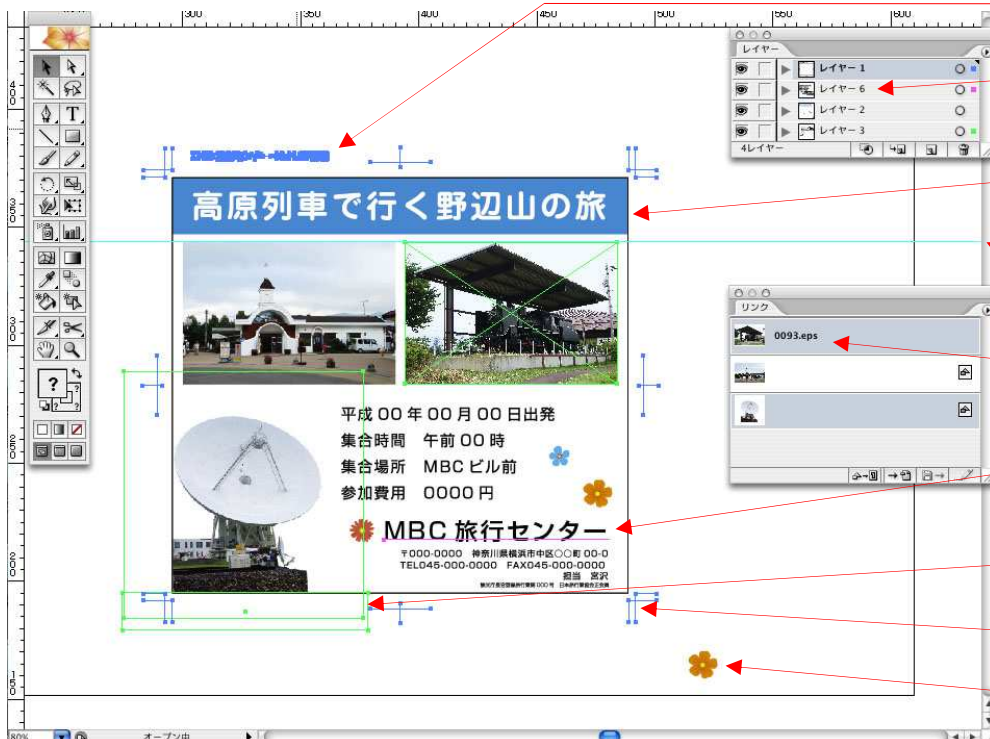 300
350
400
450
500
550
600
レイヤー
レイヤー 1
レイヤー 6
レイヤー 2
レイヤー 3
4レイヤー
高原列車で行く野辺山の旅
リンク
0093.eps
平成 00 年 00 月 00 日出発
集合時間 午前 00 時
集合場所 MBC ビル前
参加費用 0000 円
MBC 旅行センター
〒000-0000 神奈川県横浜市中区○○町 00-0
TEL045-000-0000 FAX045-000-0000
担当 宮沢
80%
オープン中